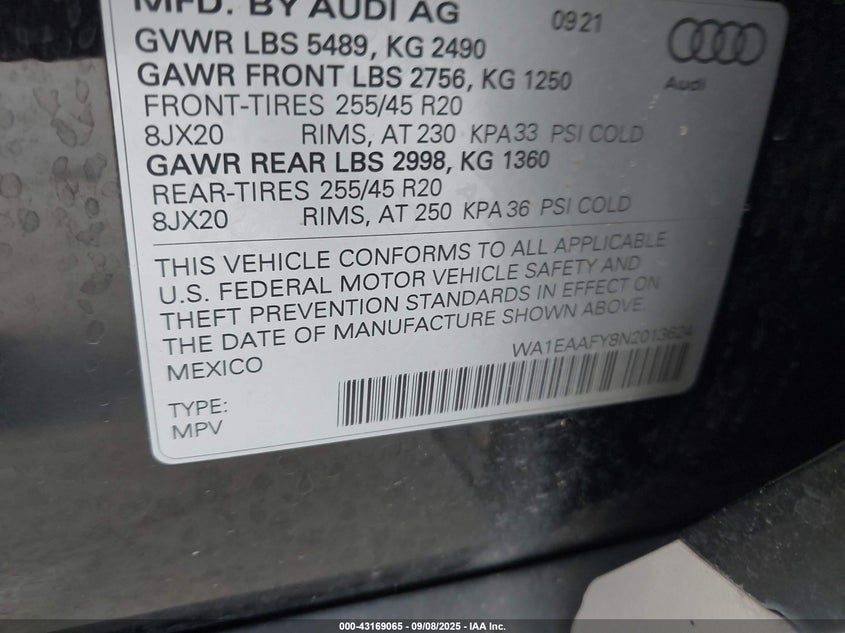 MFD. BY AUDI AG 09 21
GVWR LBS 5489, KG 2490
GAWR FRONT LBS 2756, KG 1250
Audi
FRONT-TIRES 255/45 R20
8JX20 RIMS, AT 230 KPA 33 PSI COLD
GAWR REAR LBS 2998, KG 1360
REAR-TIRES 255/45 R20
8JX20 RIMS, AT 250 KPA 36 PSI COLD
THIS VEHICLE CONFORMS TO ALL APPLICABLE
U.S. FEDERAL MOTOR VEHICLE SAFETY AND
THEFT PREVENTION STANDARDS IN EFFECT ON
THE DATE OF MANUFACTURE SHOWN ABOVE.
MEXICO WA1EAAFY8N2013624
TYPE:
MPV
000-43169065 - 09/08/2025 - IAA Inc.